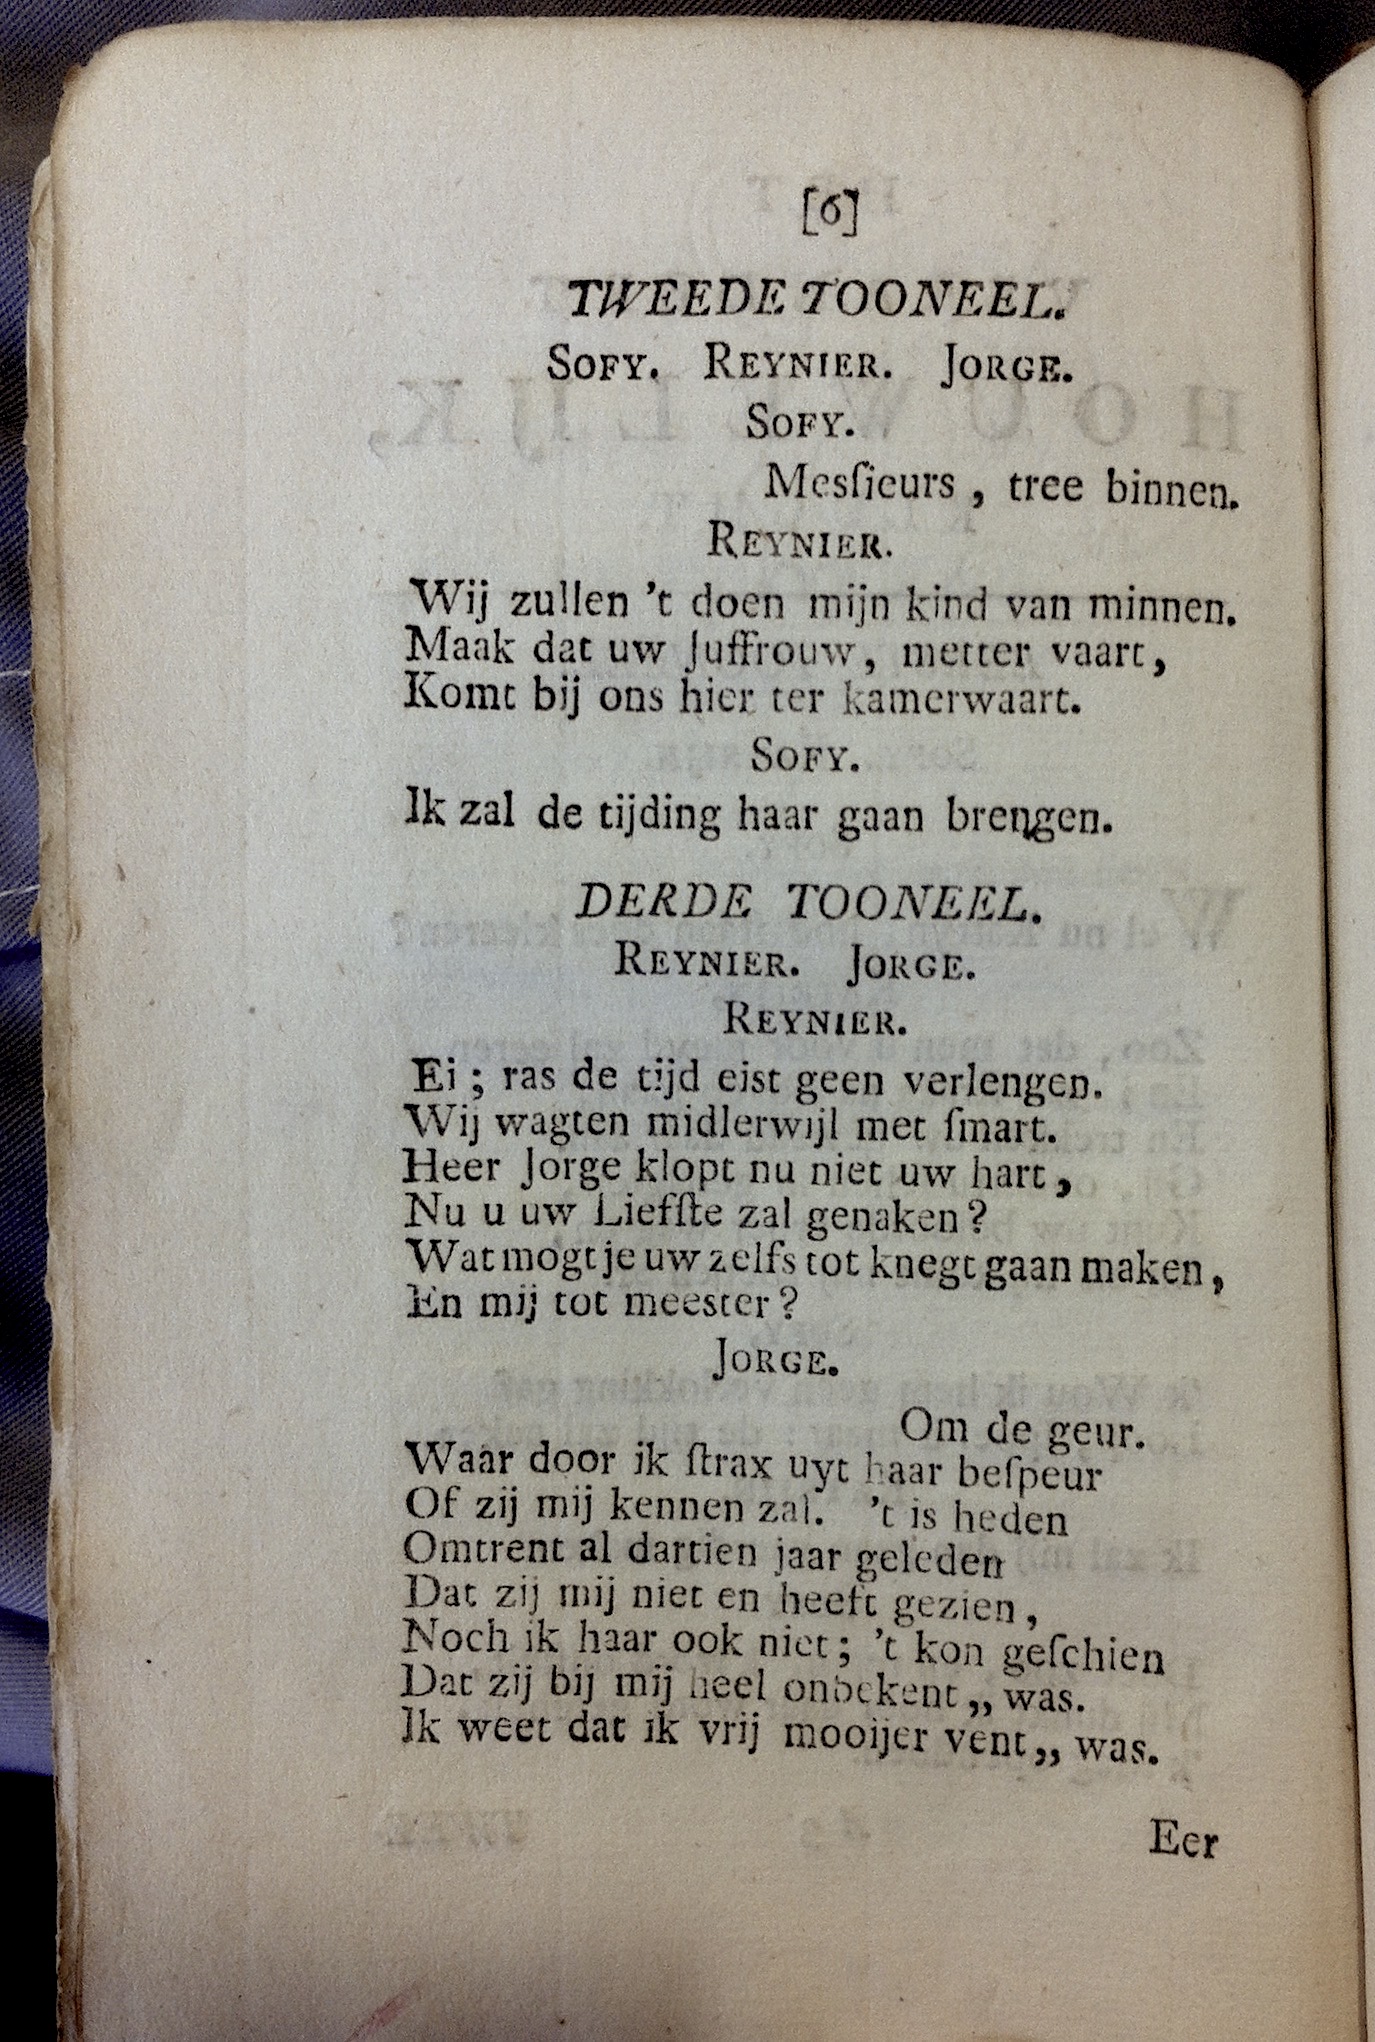 [6]
TWEEDE TOONEEL.
SOFY. REYNIER. JORGE.
SOFY.
Mesſieurs, tree binnen.
REYNIER.
Wij zullen 't doen mijn kind van minnen.
Maak dat uw Juffrouw, metter vaart,
Komt bij ons hier ter kamerwaart.
SOFY.
Ik zal de tijding haar gaan brengen.
DERDE TOONEEL.
REYNIER. JORGE.
REYNIER.
Ei; ras de tijd eist geen verlengen.
Wij wagten midlerwijl met ſmart.
Heer Jorge klopt nu niet uw hart,
Nu u uw Liefſte zal genaken?
Wat mogt je uw zelfs tot knegt gaan maken,
En mij tot meester?
JORGE.
Om de geur.
Waar door ik ſtrax uyt haar beſpeur
Of zij mij kennen zal. 't is heden
Omtrent al dartien jaar geleden
Dat zij mij niet en heeft gezien,
Noch ik haar ook niet; 't kon geſchien
Dat zij bij mij heel onbekent,, was.
Ik weet dat ik vrij mooijer vent,, was.
Eer